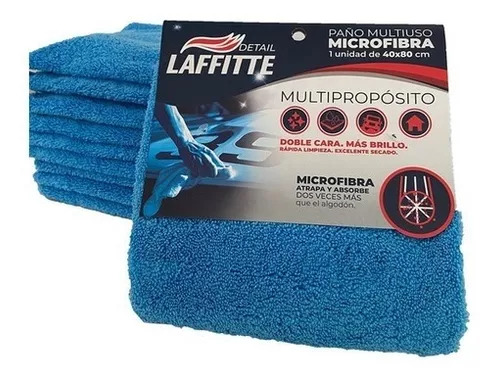 DETAIL
LAFFITTE
PAÑO MULTIUSO
MICROFIBRA
1 unidad de 40x80 cm
MULTIPROPÓSITO
DOBLE CARA. MÁS BRILLO.
RÁPIDA LIMPIEZA. EXCELENTE SECADO.
MICROFIBRA
ATRAPA Y ABSORBE
DOS VECES MÁS
que el algodón.